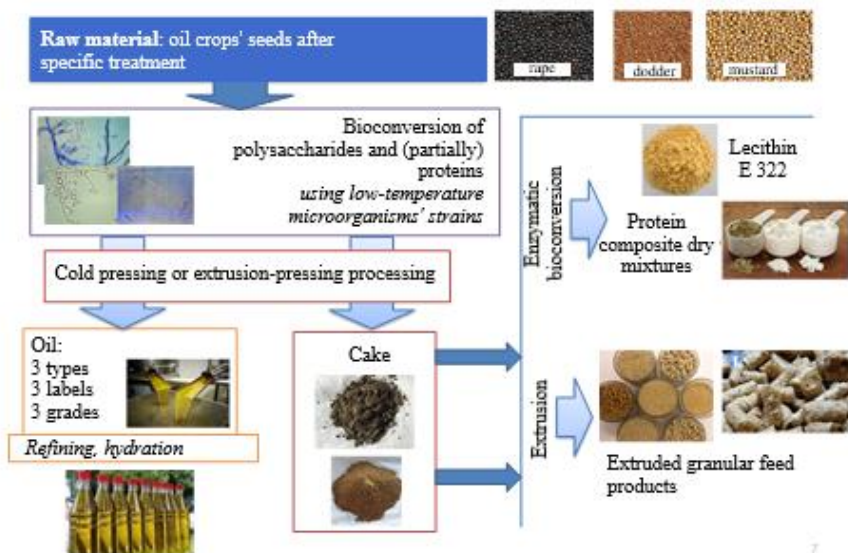 Raw material: oil crops' seeds after
specific treatment
rape
dodder
mustard
Bioconversion of
polysaccharides and (partially)
proteins
using low-temperature
microorganisms' strains
Cold pressing or extrusion-pressing processing
Oil:
3 types
3 labels
3 grades
Refining, hydration
Cake
Enzymatic
bioconversion
Lecithin
E 322
Protein
composite dry
mixtures
Extrusion
Extruded granular feed
products
7